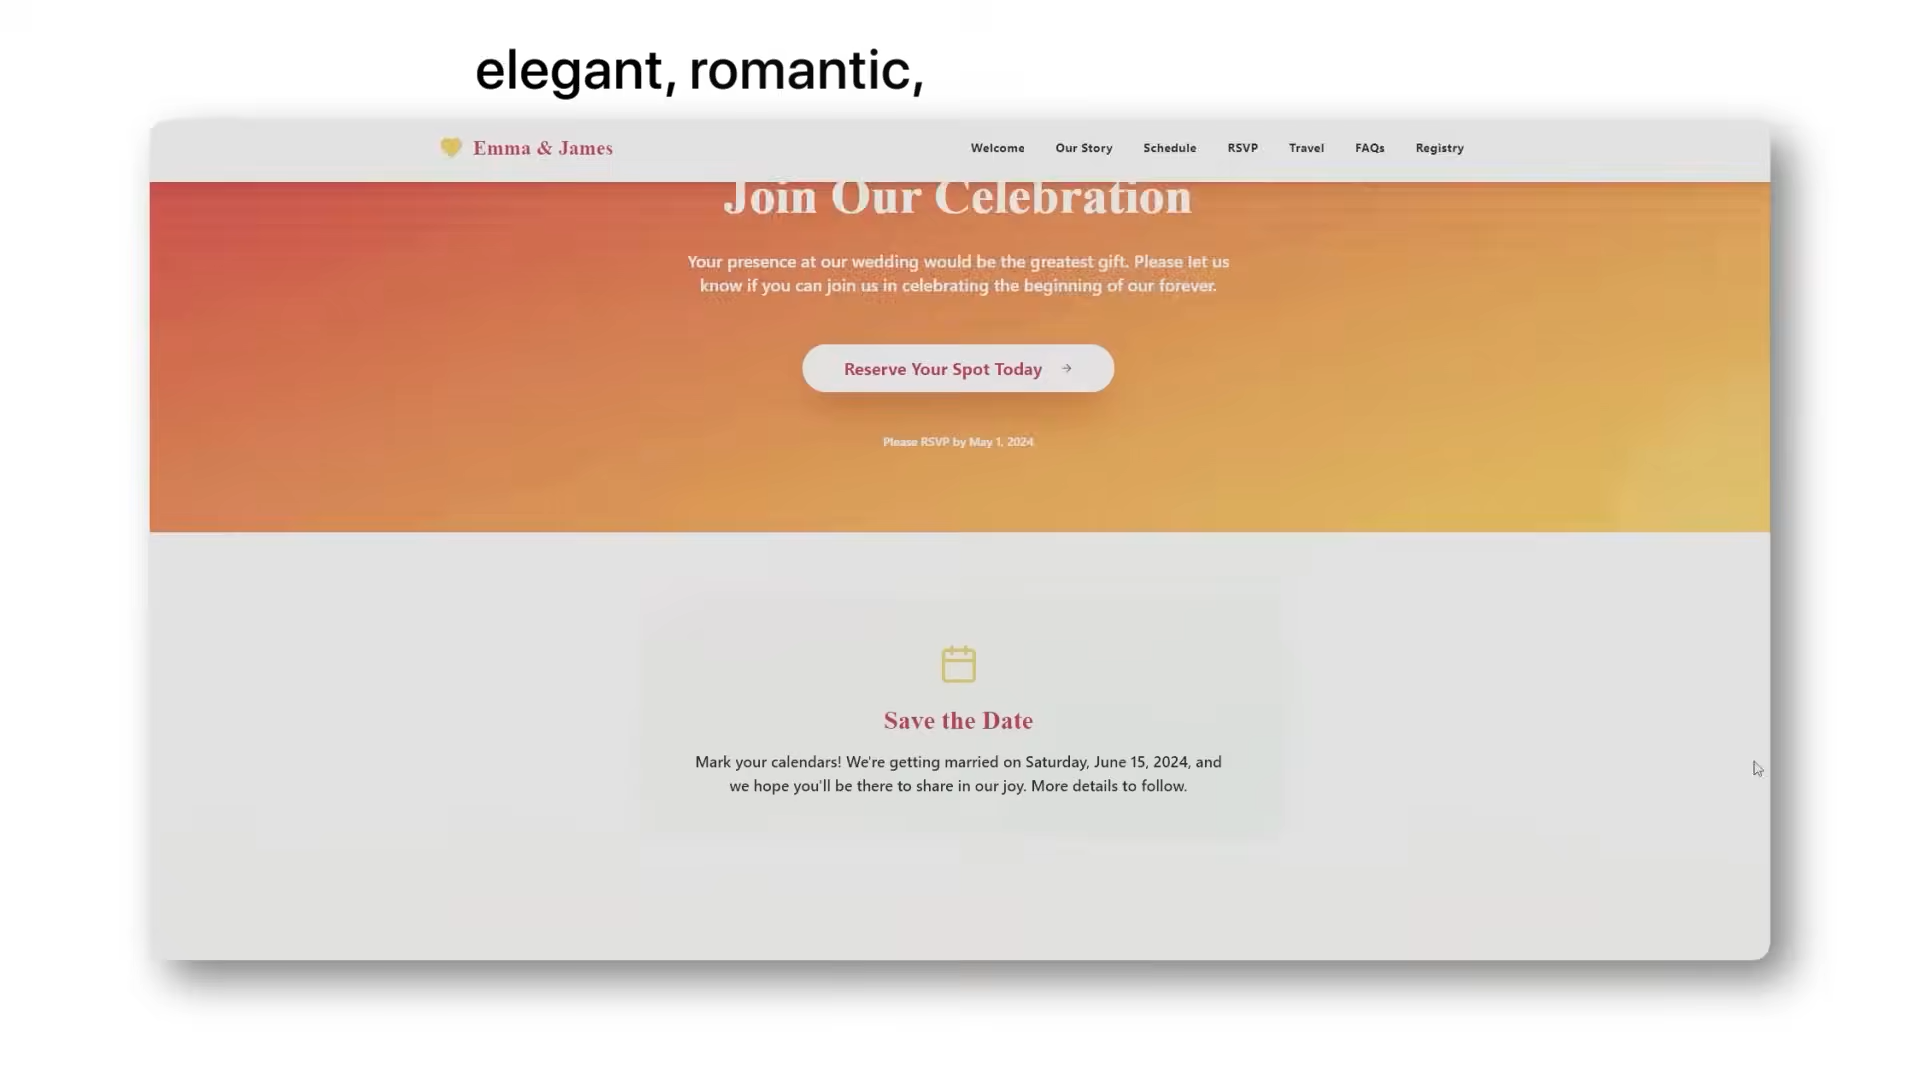 elegant, romantic,
Emma & James
Welcome Our Story Schedule RSVP Travel FAQs Registry
Join Our Celebration
Your presence at our wedding would be the greatest gift. Please let us
know if you can join us in celebrating the beginning of our forever.
Reserve Your Spot Today →
Please RSVP by May 1, 2024
Save the Date
Mark your calendars! We're getting married on Saturday, June 15, 2024, and
we hope you'll be there to share in our joy. More details to follow.